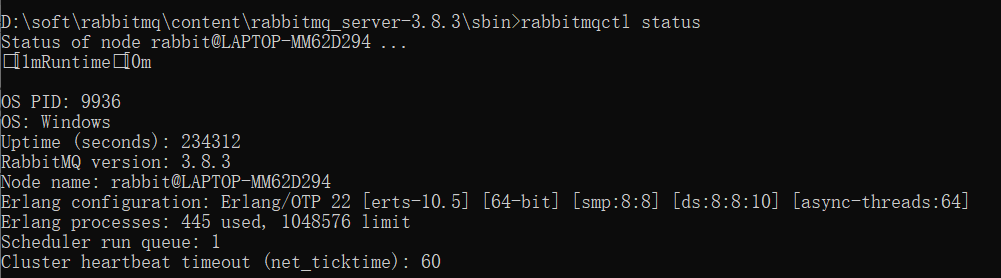 D:\soft\rabbitmq\content\rabbitmq_server-3.8.3\sbin>rabbitmqctl status
Status of node rabbit@LAPTOP-MM62D294 ...
□[1mRuntime□[0m
OS PID: 9936
OS: Windows
Uptime (seconds): 234312
RabbitMQ version: 3.8.3
Node name: rabbit@LAPTOP-MM62D294
Erlang configuration: Erlang/OTP 22 [erts-10.5] [64-bit] [smp:8:8] [ds:8:8:10] [async-threads:64]
Erlang processes: 445 used, 1048576 limit
Scheduler run queue: 1
Cluster heartbeat timeout (net_ticktime): 60